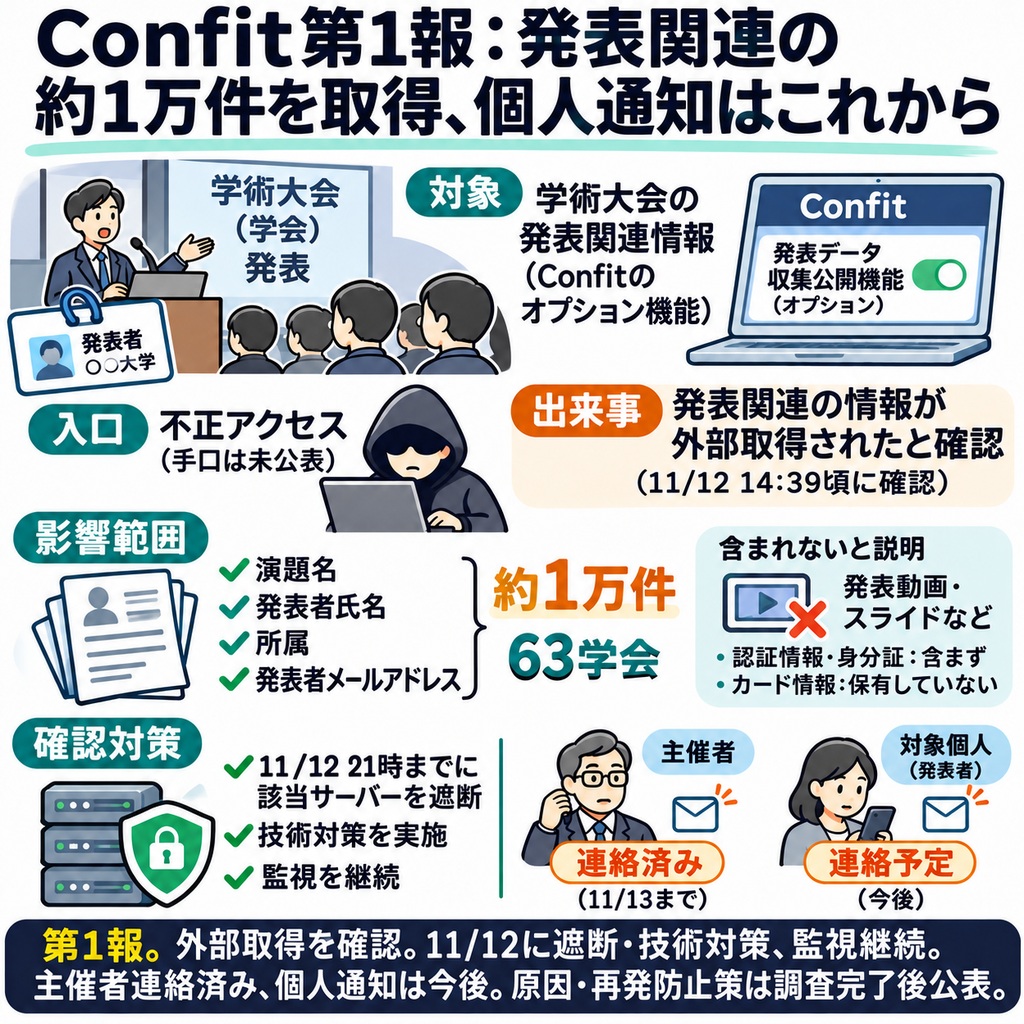 Confit第1報：発表関連の
約1万件を取得、個人通知はこれから
学術大会
（学会）
発表
発表者
○○大学
対象
学術大会の
発表関連情報
（Confitの
オプション機能）
Confit
発表データ
収集公開機能
（オプション）
入口
不正アクセス
（手口は未公表）
出来事
発表関連の情報が
外部取得されたと確認
（11/12 14:39頃に確認）
影響範囲
演題名
発表者氏名
所属
発表者メールアドレス
約1万件
63学会
含まれないと説明
発表動画・
スライドなど
・認証情報・身分証：含まず
・カード情報：保有していない
確認対策
11/12 21時までに
該当サーバーを遮断
技術対策を実施
監視を継続
主催者
連絡済み
（11/13まで）
対象個人
（発表者）
連絡予定
（今後）
第1報。外部取得を確認。11/12に遮断・技術対策、監視継続。
主催者連絡済み、個人通知は今後。原因・再発防止策は調査完了後公表。